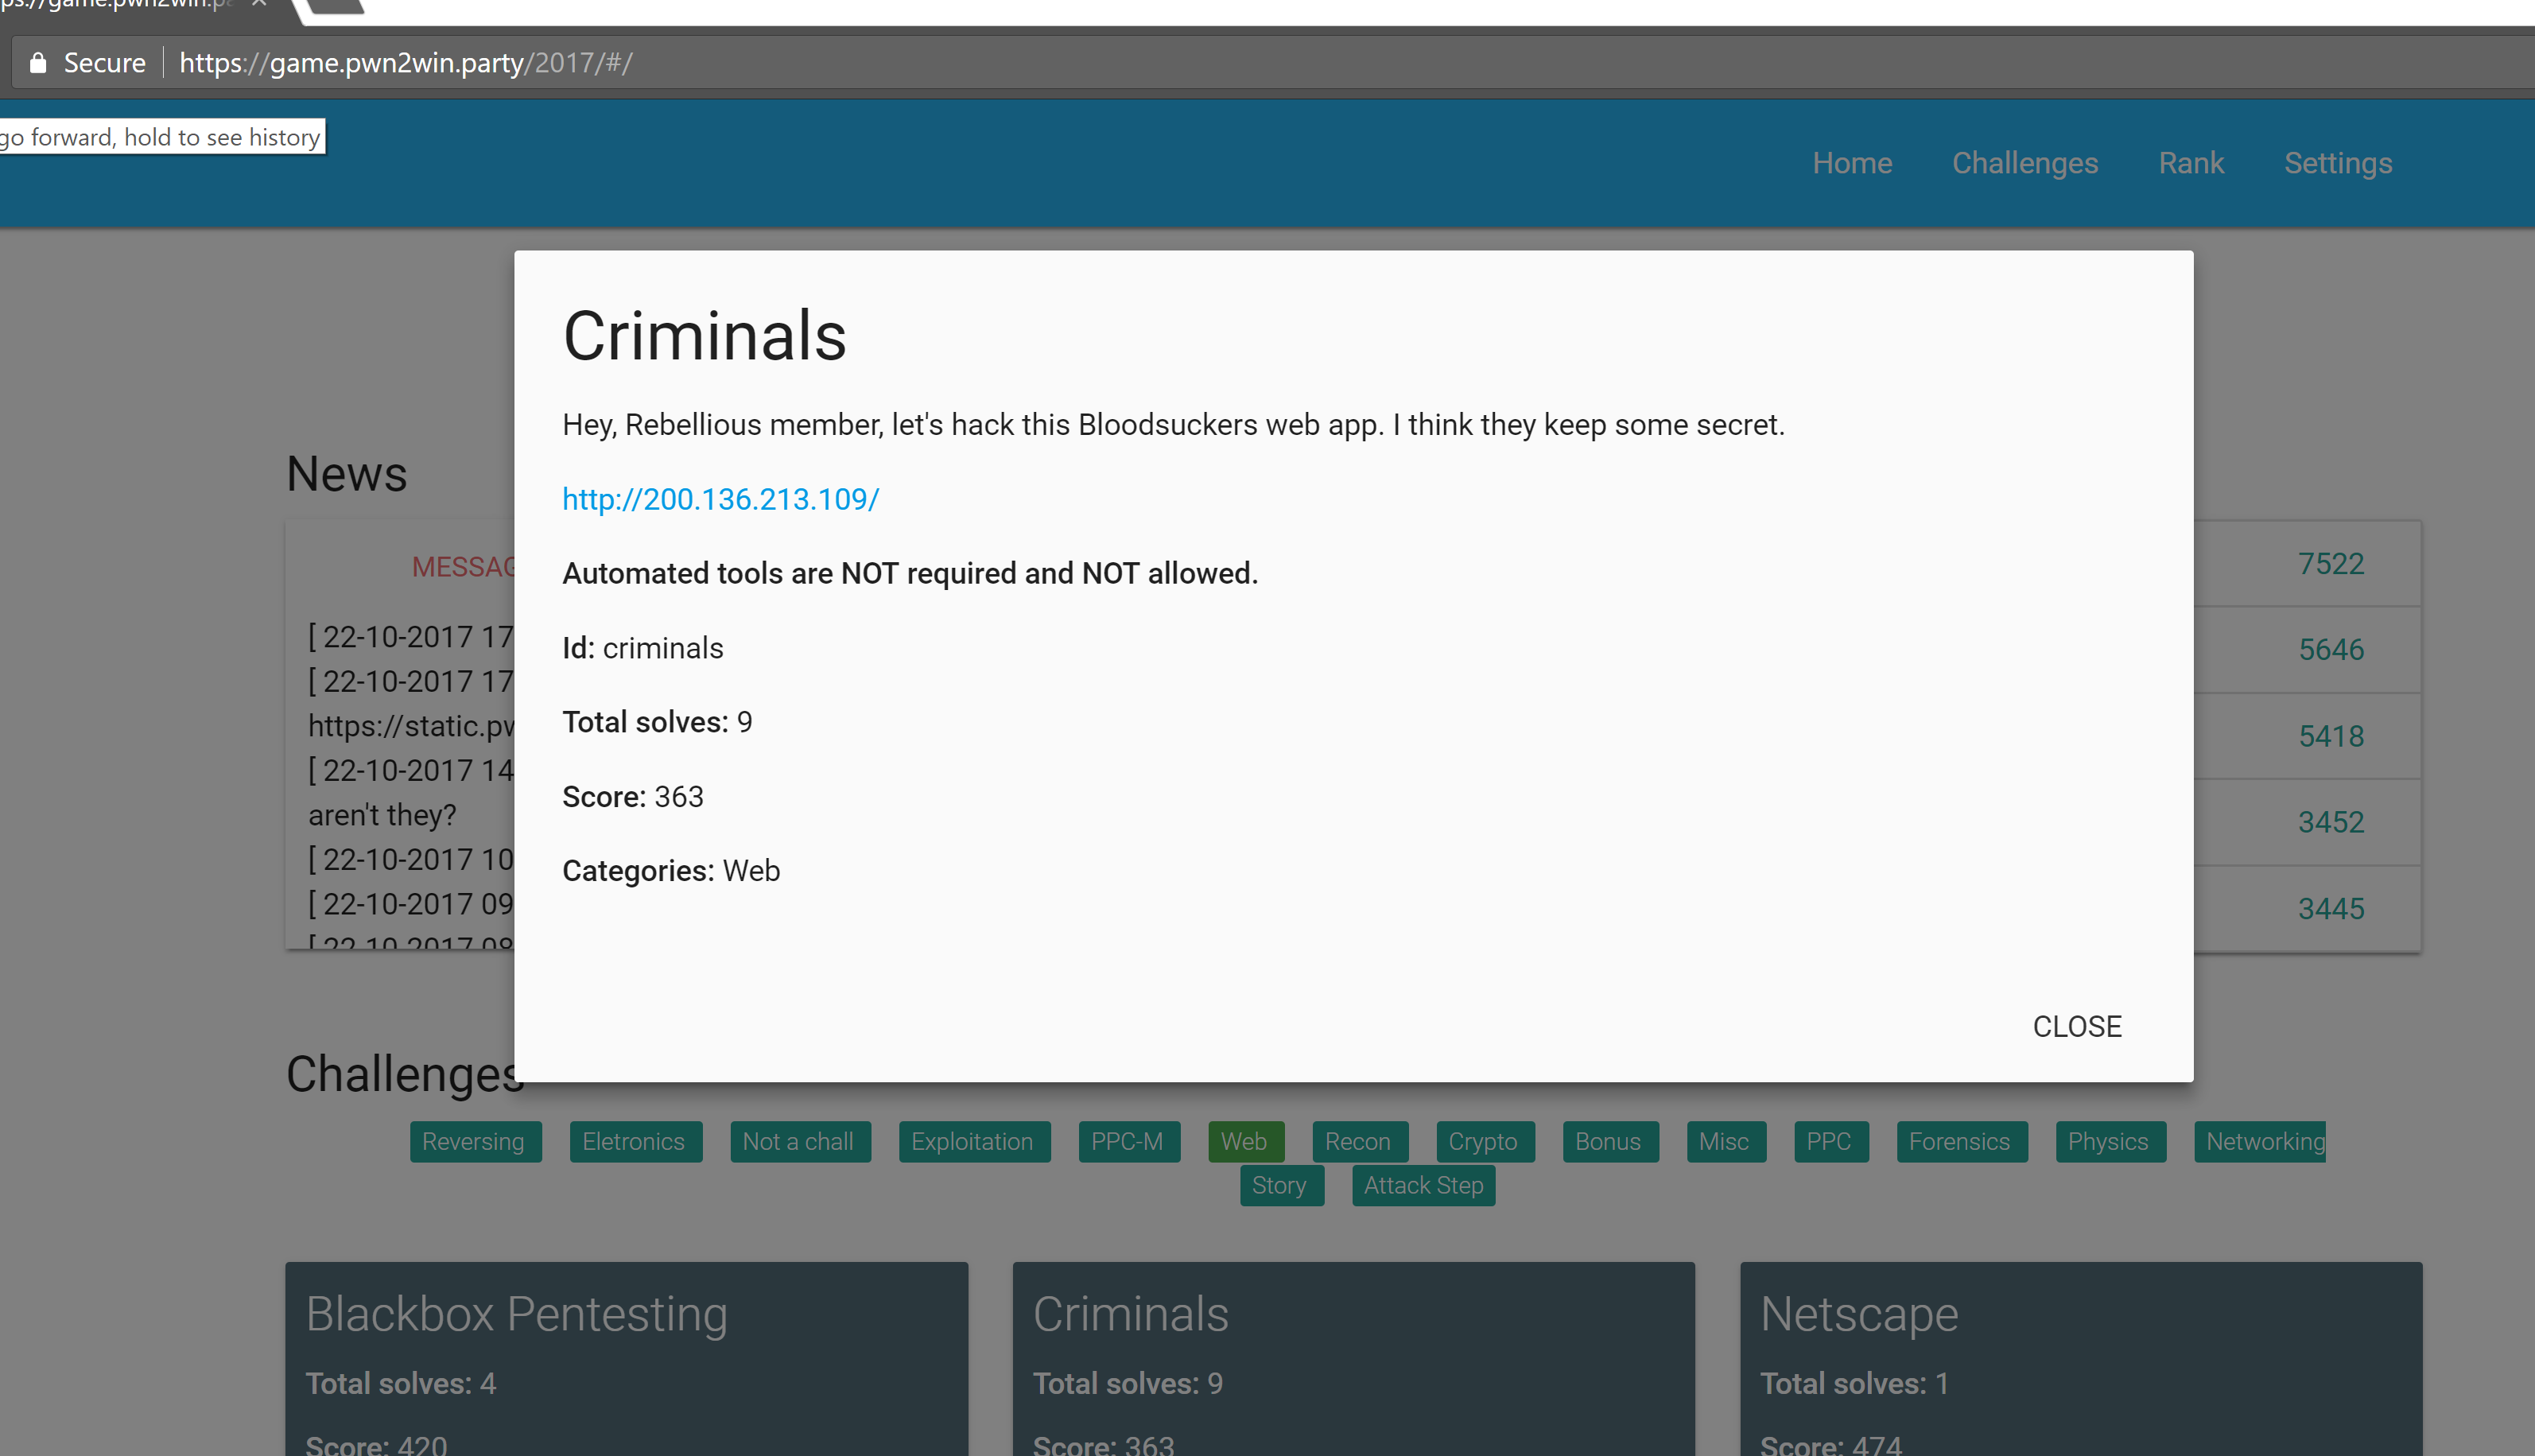 ps://game.pwn2win.pa
Secure https://game.pwn2win.party/2017/#/
go forward, hold to see history
Home Challenges Rank Settings
Criminals
Hey, Rebellious member, let's hack this Bloodsuckers web app. I think they keep some secret.
http://200.136.213.109/
Automated tools are NOT required and NOT allowed.
Id: criminals
Total solves: 9
Score: 363
Categories: Web
CLOSE
News
MESSAG
[ 22-10-2017 17
[ 22-10-2017 17
https://static.pw
[ 22-10-2017 14
aren't they?
[ 22-10-2017 10
[ 22-10-2017 09
[ 22-10-2017 08
7522
5646
5418
3452
3445
Challenges
Reversing Eletronics Not a chall Exploitation PPC-M Web Recon Crypto Bonus Misc PPC Forensics Physics Networking
Story Attack Step
Blackbox Pentesting
Total solves: 4
Score: 420
Criminals
Total solves: 9
Score: 363
Netscape
Total solves: 1
Score: 474